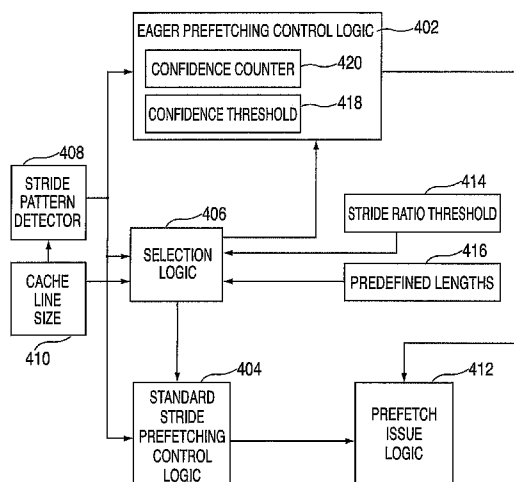 EAGER PREFETCHING CONTROL LOGIC
402
CONFIDENCE COUNTER
420
CONFIDENCE THRESHOLD
418
408
STRIDE
PATTERN
DETECTOR
406
SELECTION
LOGIC
414
STRIDE RATIO THRESHOLD
416
PREDEFINED LENGTHS
CACHE
LINE
SIZE
410
404
STANDARD
STRIDE
PREFETCHING
CONTROL
LOGIC
412
PREFETCH
ISSUE
LOGIC